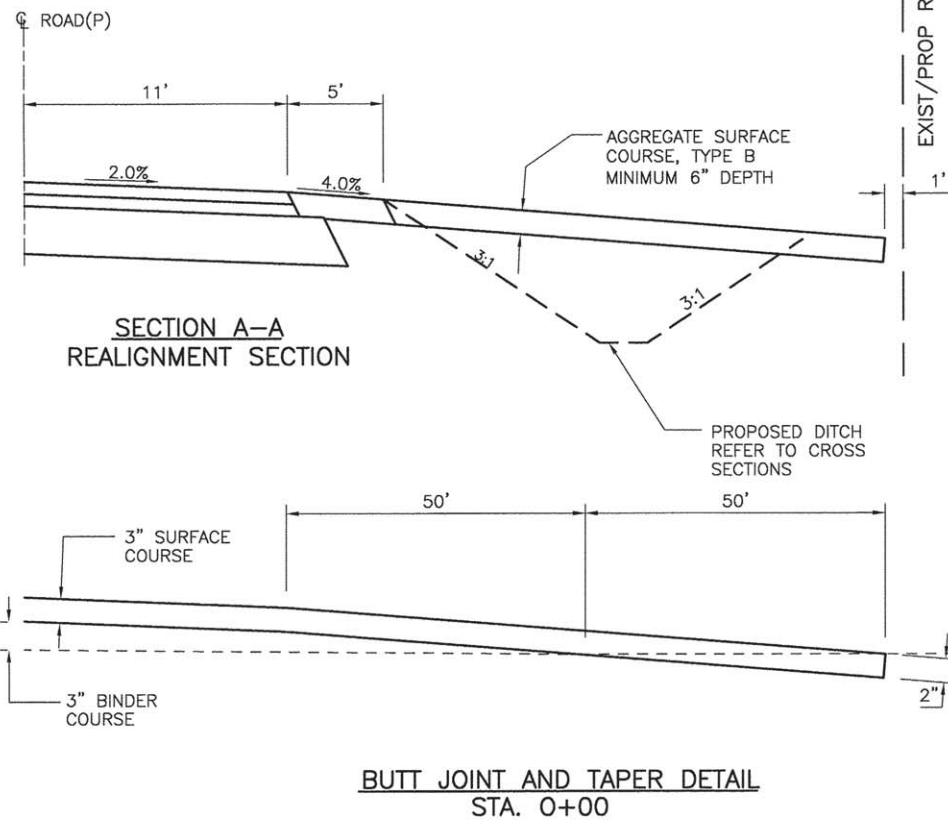 ℄ ROAD(P)
EXIST/PROP R
11'
5'
AGGREGATE SURFACE
COURSE, TYPE B
MINIMUM 6" DEPTH
2.0%
4.0%
1'
3:1
3:1
SECTION A-A
REALIGNMENT SECTION
PROPOSED DITCH
REFER TO CROSS
SECTIONS
50'
50'
3" SURFACE
COURSE
3" BINDER
COURSE
2"
BUTT JOINT AND TAPER DETAIL
STA. 0+00